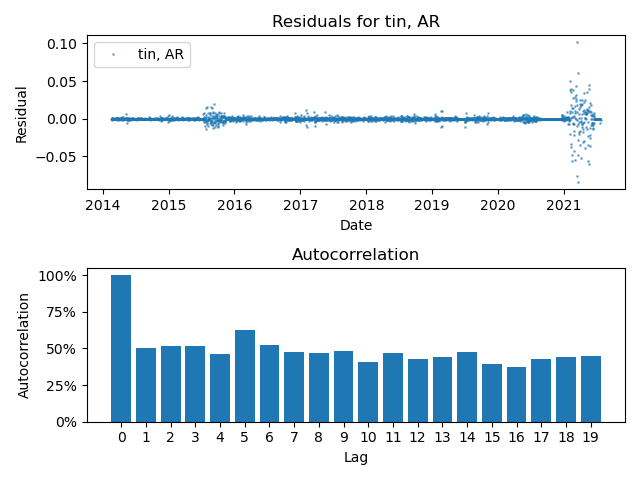 Residuals for tin, AR
0.10
0.05
0.00
−0.05
Residual
tin, AR
2014 2015 2016 2017 2018 2019 2020 2021
Date
Autocorrelation
100%
75%
50%
25%
0%
Autocorrelation
0 1 2 3 4 5 6 7 8 9 10 11 12 13 14 15 16 17 18 19
Lag